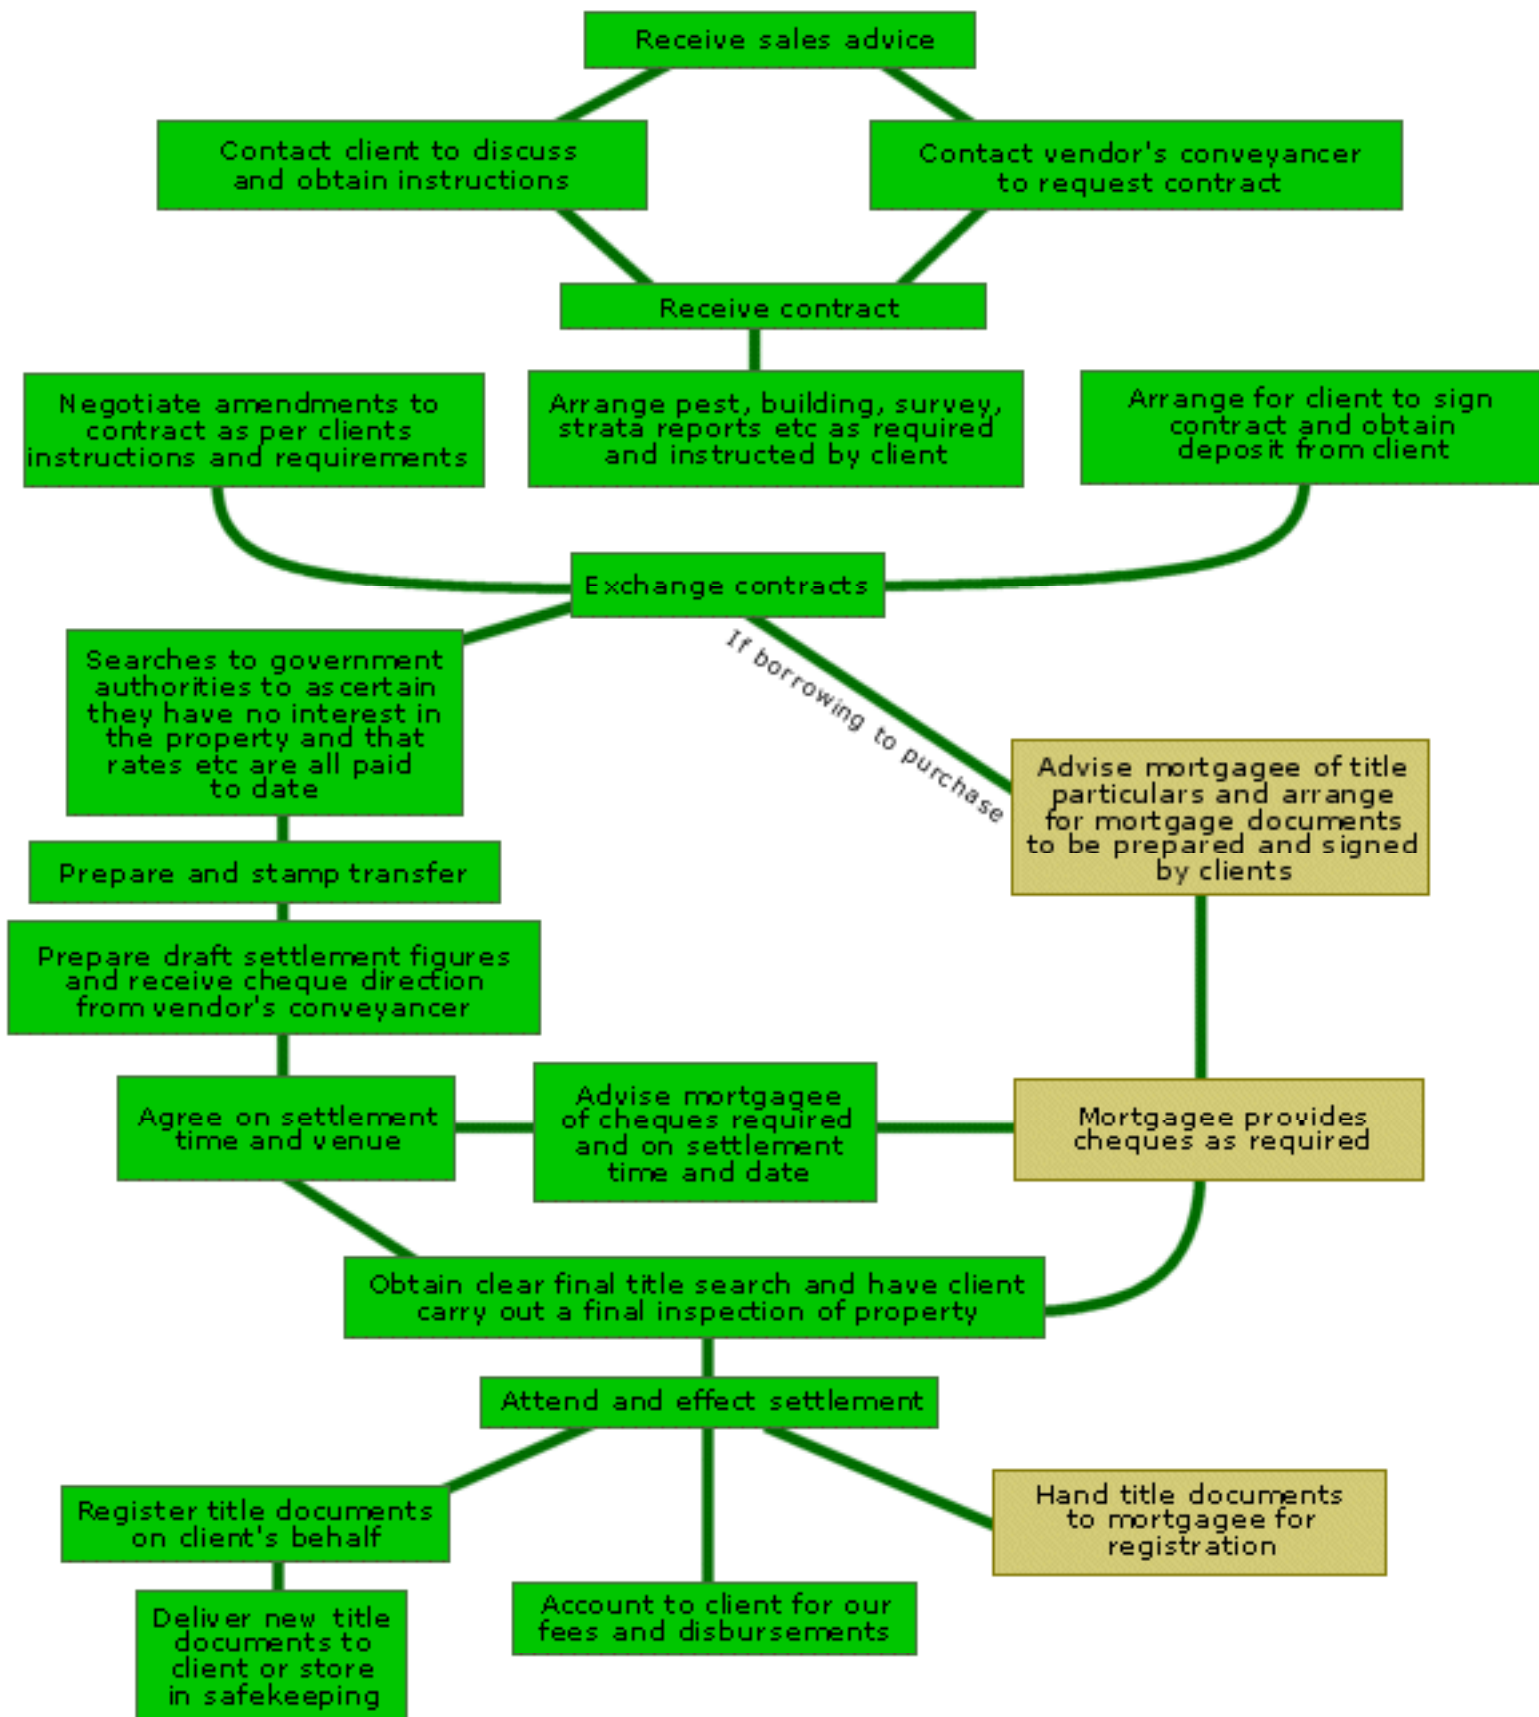 Receive sales advice
Contact client to discuss
and obtain instructions
Contact vendor's conveyancer
to request contract
Receive contract
Negotiate amendments to
contract as per clients
instructions and requirements
Arrange pest, building, survey,
strata reports etc as required
and instructed by client
Arrange for client to sign
contract and obtain
deposit from client
Exchange contracts
If borrowing to purchase
Searches to government
authorities to ascertain
they have no interest in
the property and that
rates etc are all paid
to date
Advise mortgagee of title
particulars and arrange
for mortgage documents
to be prepared and signed
by clients
Prepare and stamp transfer
Prepare draft settlement figures
and receive cheque direction
from vendor's conveyancer
Agree on settlement
time and venue
Advise mortgagee
of cheques required
and on settlement
time and date
Mortgagee provides
cheques as required
Obtain clear final title search and have client
carry out a final inspection of property
Attend and effect settlement
Register title documents
on client's behalf
Hand title documents
to mortgagee for
registration
Account to client for our
fees and disbursements
Deliver new title
documents to
client or store
in safekeeping